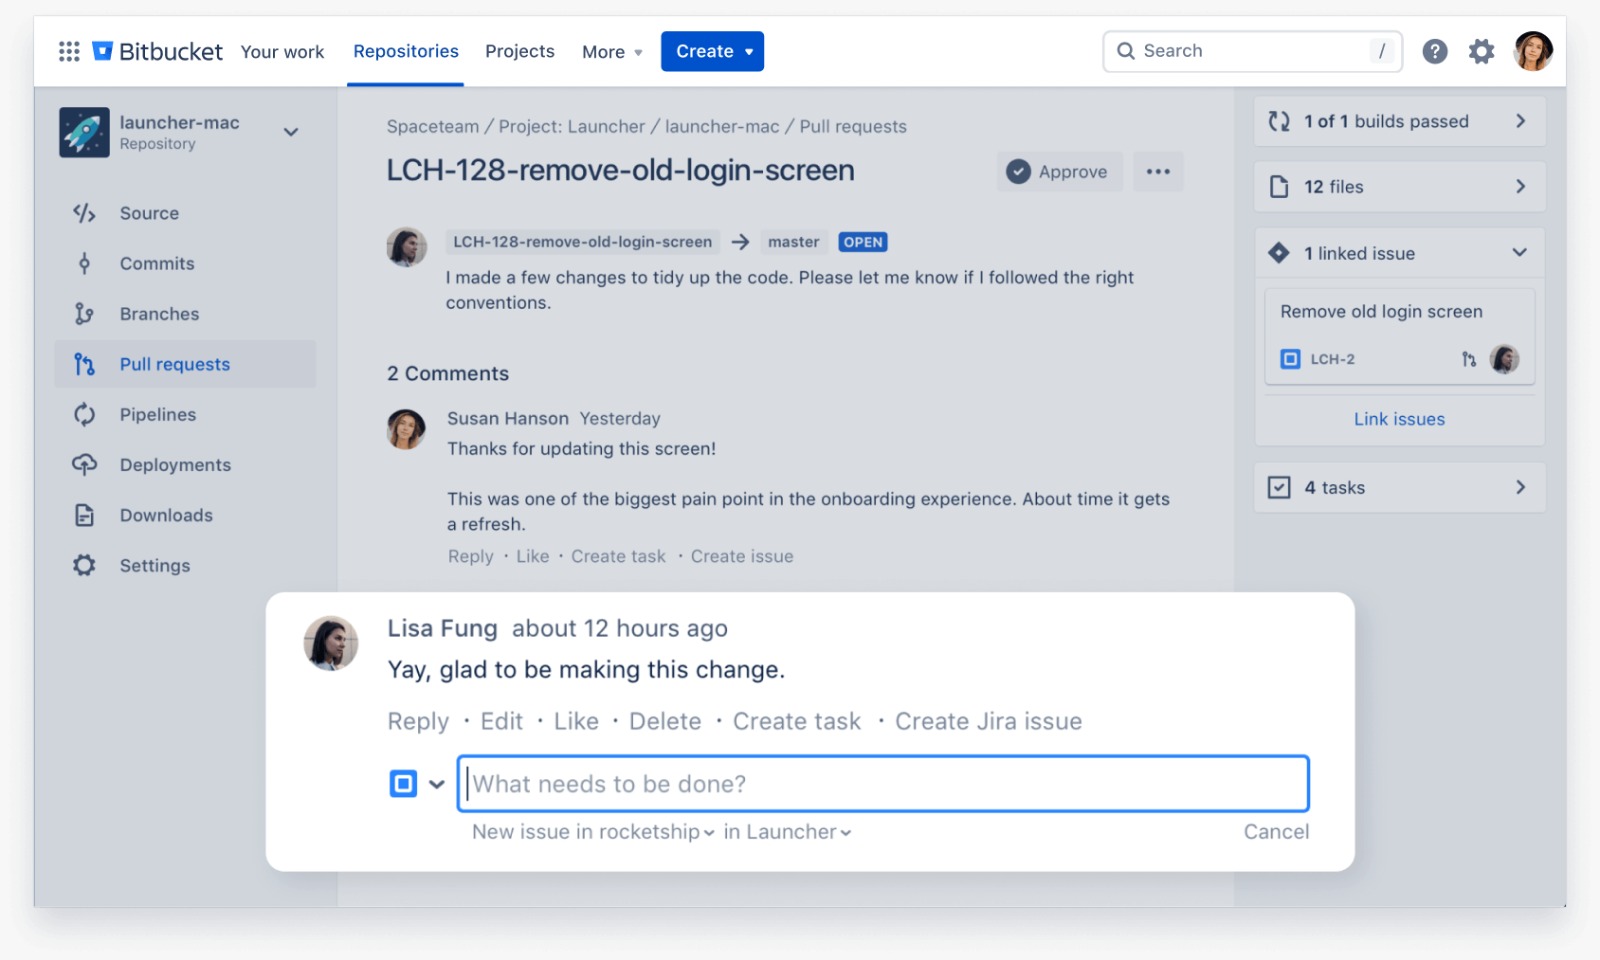 Bitbucket Your work Repositories Projects More Create Search /
launcher-mac
Repository
Source
Commits
Branches
Pull requests
Pipelines
Deployments
Downloads
Settings
Spaceteam / Project: Launcher / launcher-mac / Pull requests
LCH-128-remove-old-login-screen
Approve
LCH-128-remove-old-login-screen → master OPEN
I made a few changes to tidy up the code. Please let me know if I followed the right
conventions.
2 Comments
Susan Hanson Yesterday
Thanks for updating this screen!
This was one of the biggest pain point in the onboarding experience. About time it gets
a refresh.
Reply · Like · Create task · Create issue
Lisa Fung about 12 hours ago
Yay, glad to be making this change.
Reply · Edit · Like · Delete · Create task · Create Jira issue
What needs to be done?
New issue in rocketship in Launcher Cancel
1 of 1 builds passed
12 files
1 linked issue
Remove old login screen
LCH-2
Link issues
4 tasks